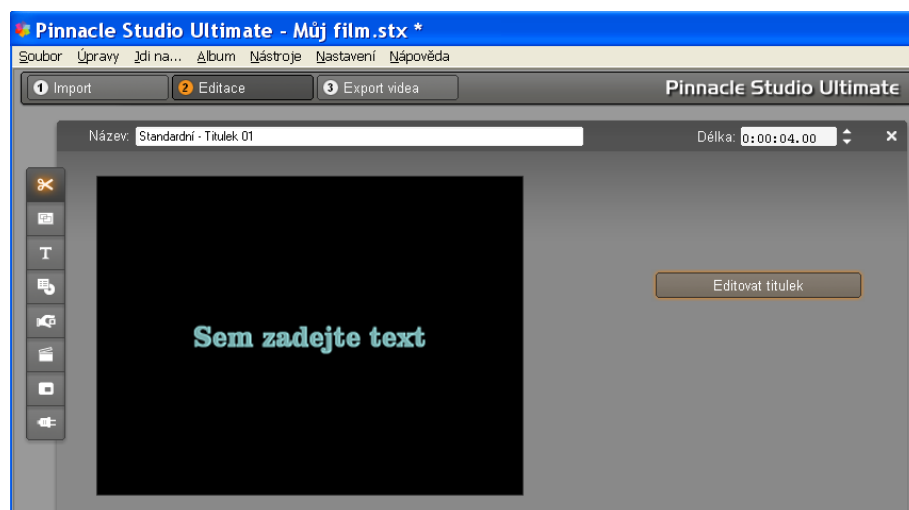 Pinnacle Studio Ultimate - Můj film.stx *
Soubor Úpravy Jdi na... Album Nástroje Nastavení Nápověda
1 Import 2 Editace 3 Export videa Pinnacle Studio Ultimate
Název: Standardní - Titulek 01 Délka: 0:00:04.00
T
Editovat titulek
Sem zadejte text